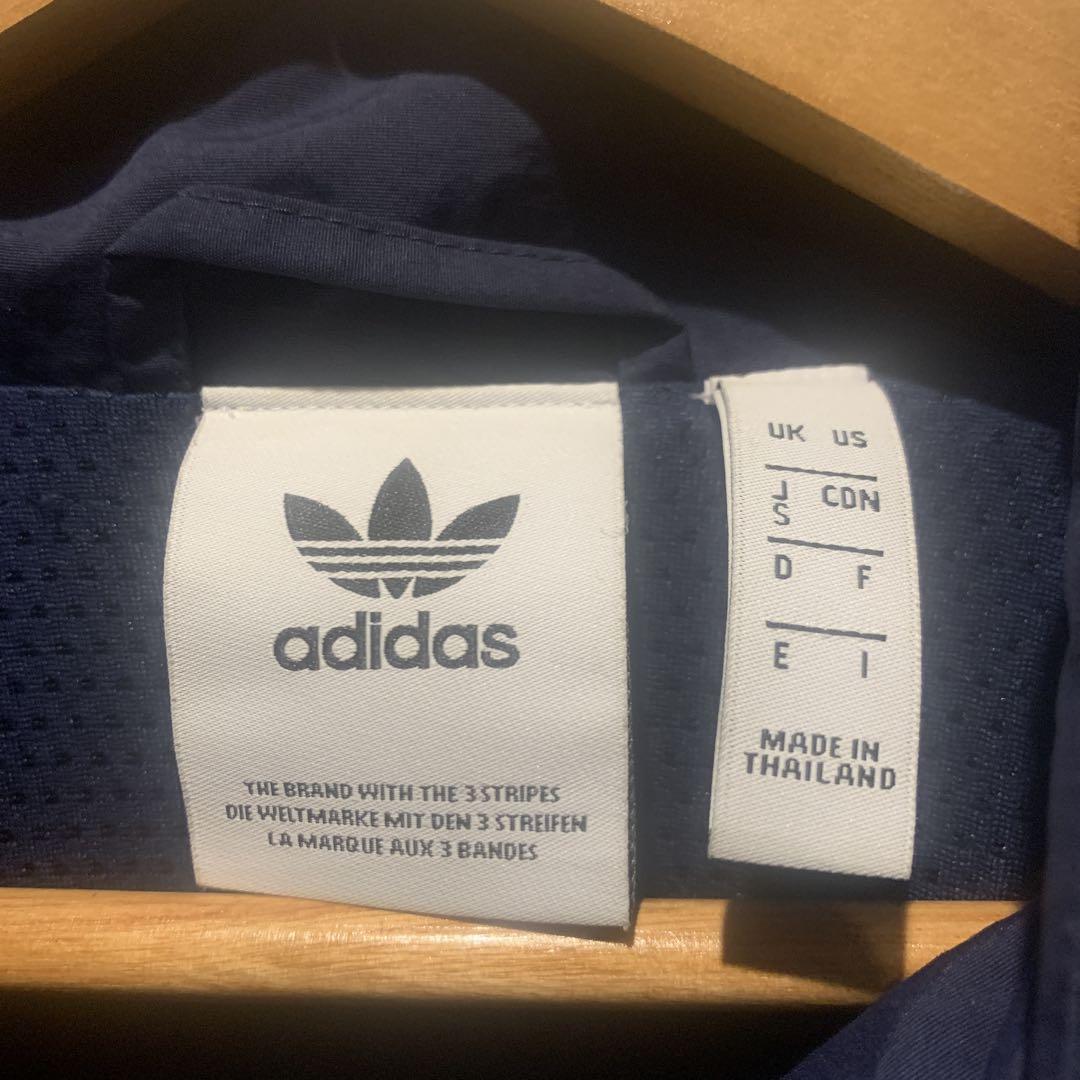 adidas
THE BRAND WITH THE 3 STRIPES
DIE WELTMARKE MIT DEN 3 STREIFEN
LA MARQUE AUX 3 BANDES
UK US
J
S CDN
D F
E I
MADE IN
THAILAND